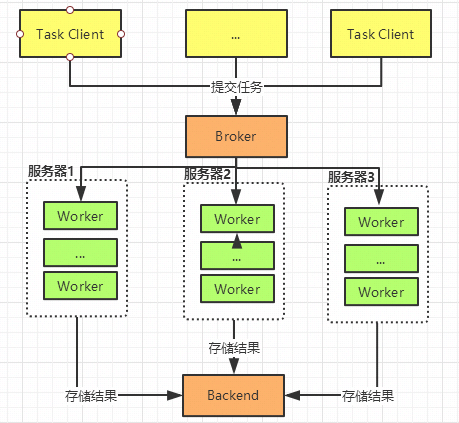 Task Client
...
Task Client
提交任务
Broker
服务器1
服务器2
服务器3
Worker
...
Worker
Worker
...
Worker
Worker
...
Worker
存储结果
存储结果
存储结果
Backend